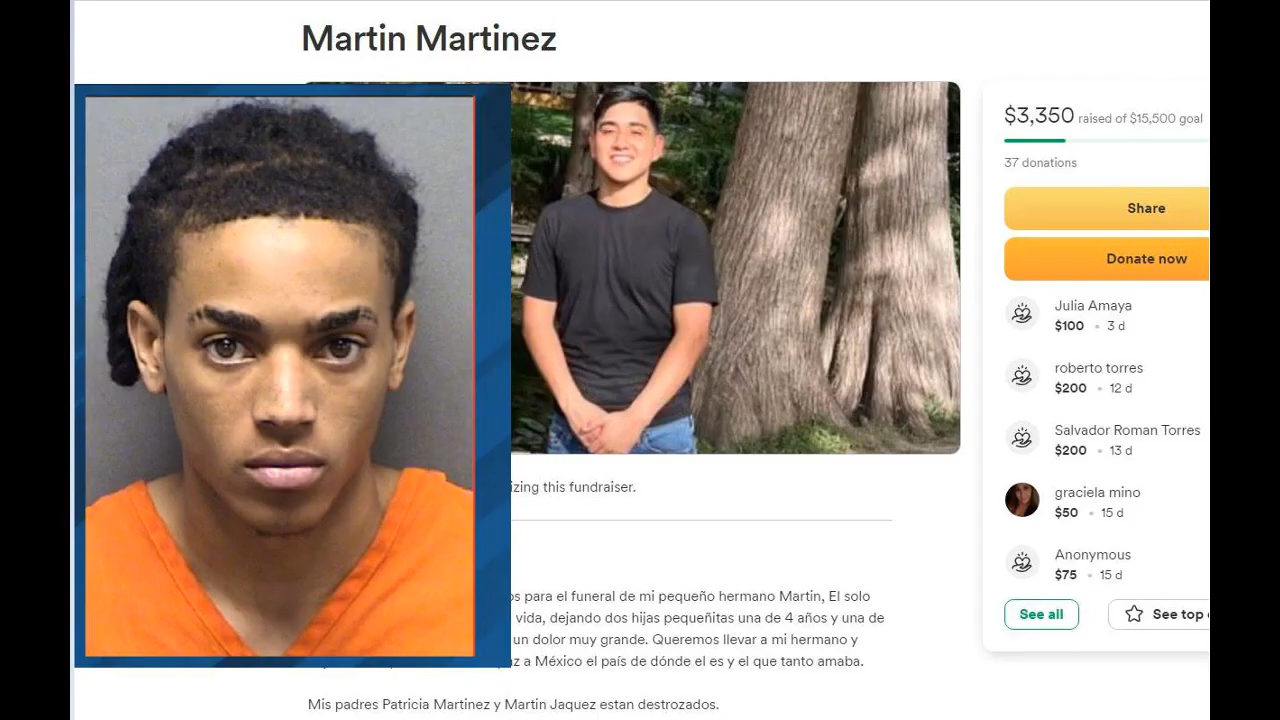 Martin Martinez
$3,350 raised of $15,500 goal
37 donations
Share
Donate now
Julia Amaya
$100 • 3 d
roberto torres
$200 • 12 d
Salvador Roman Torres
$200 • 13 d
graciela mino
$50 • 15 d
Anonymous
$75 • 15 d
See all
See top
this fundraiser.
para el funeral de mi pequeño hermano Martin, El solo
vida, dejando dos hijas pequeñitas una de 4 años y una de
un dolor muy grande. Queremos llevar a mi hermano y
a México el país de dónde el es y el que tanto amaba.
Mis padres Patricia Martinez y Martin Jaquez estan destrozados.